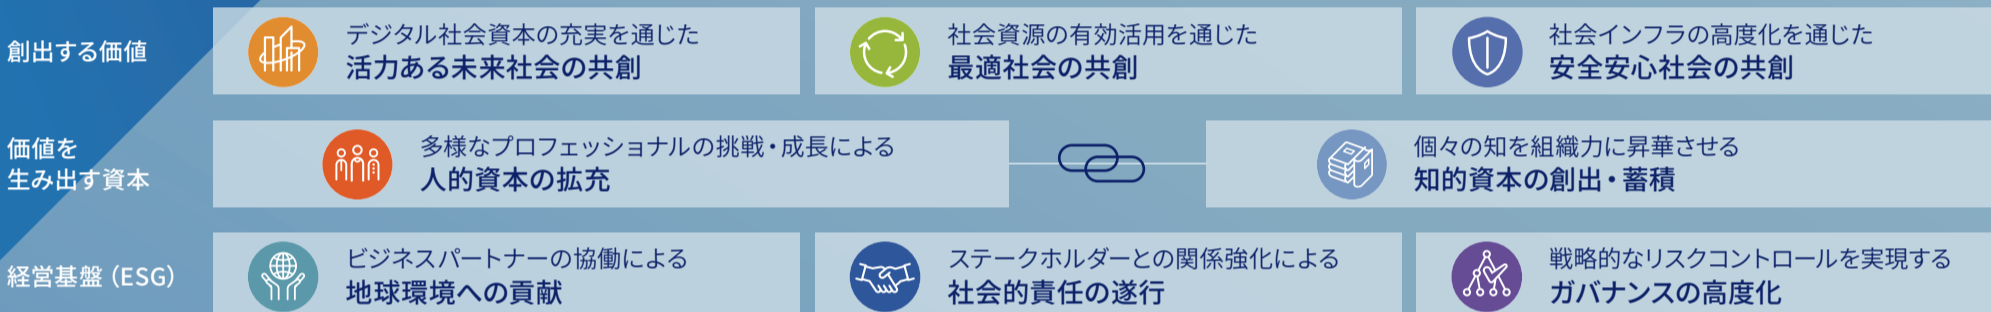 創出する価値
デジタル社会資本の充実を通じた
活力ある未来社会の共創
社会資源の有効活用を通じた
最適社会の共創
社会インフラの高度化を通じた
安全安心社会の共創
価値を
生み出す資本
多様なプロフェッショナルの挑戦・成長による
人的資本の拡充
個々の知を組織力に昇華させる
知的資本の創出・蓄積
経営基盤（ESG）
ビジネスパートナーの協働による
地球環境への貢献
ステークホルダーとの関係強化による
社会的責任の遂行
戦略的なリスクコントロールを実現する
ガバナンスの高度化